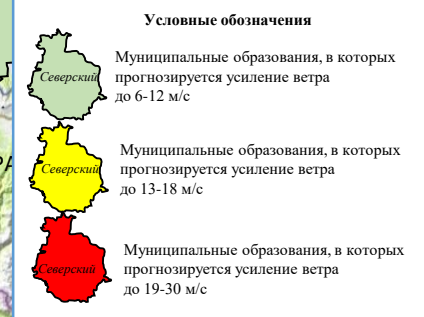 Условные обозначения
Северский
Муниципальные образования, в которых
прогнозируется усиление ветра
до 6-12 м/с
Северский
Муниципальные образования, в которых
прогнозируется усиление ветра
до 13-18 м/с
Северский
Муниципальные образования, в которых
прогнозируется усиление ветра
до 19-30 м/с